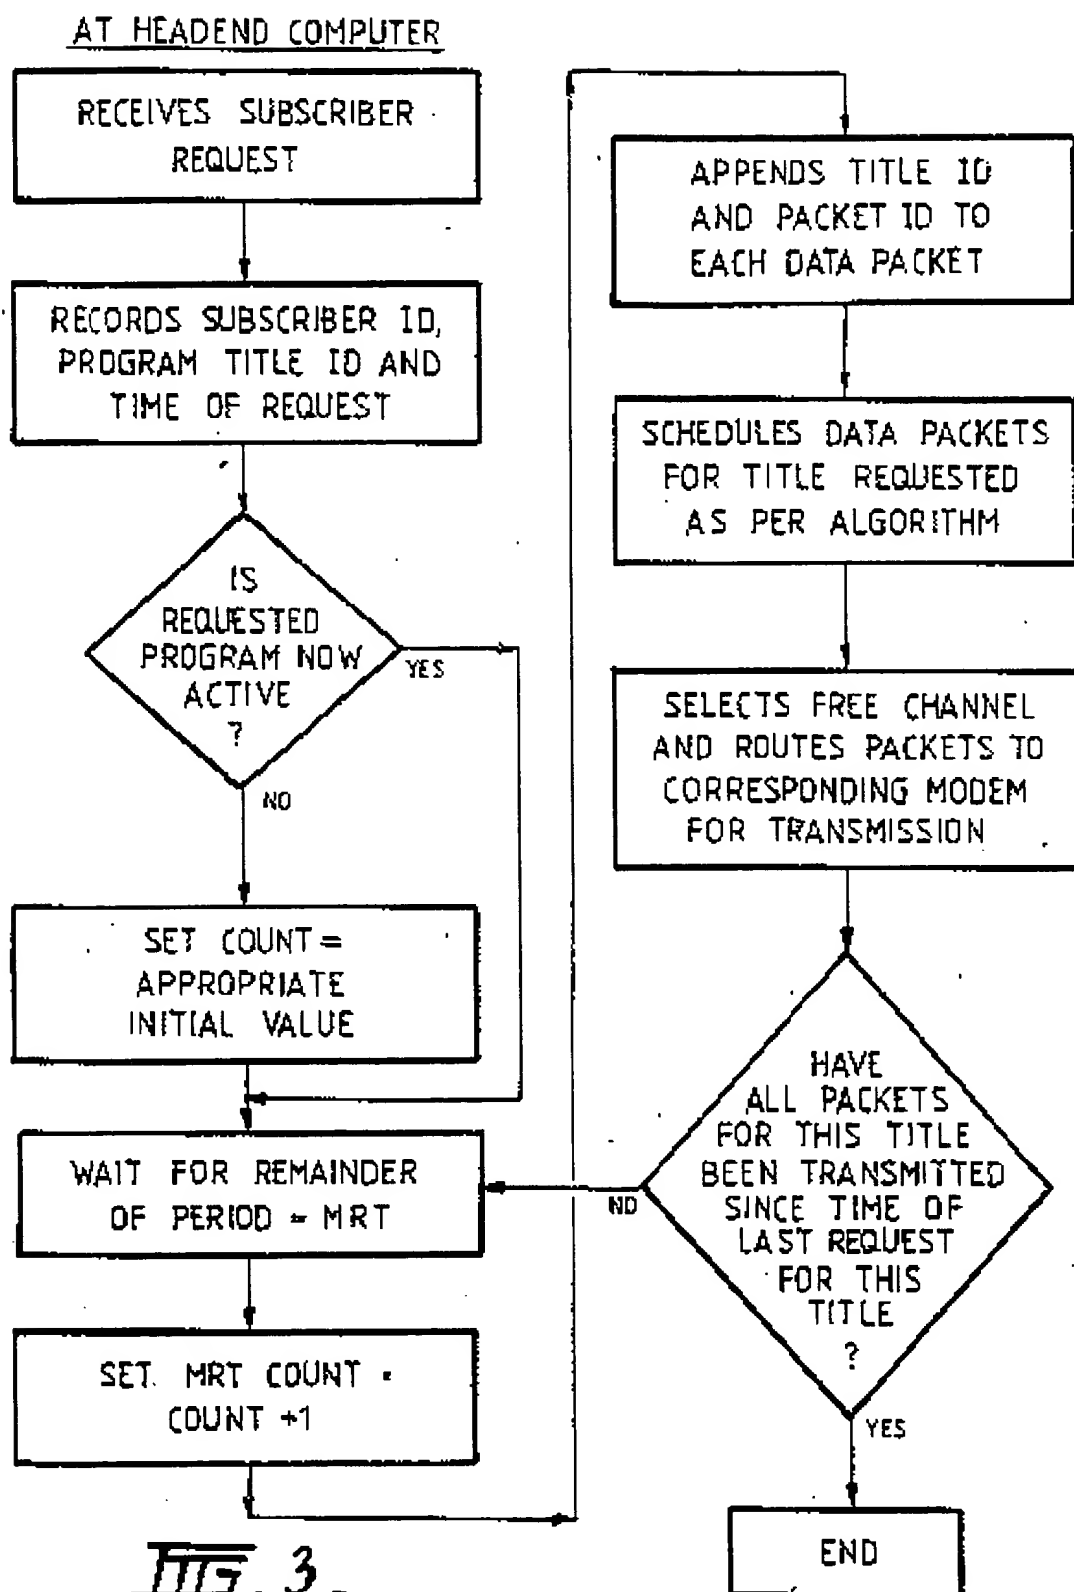 AT HEADEND COMPUTER
RECEIVES SUBSCRIBER
REQUEST
RECORDS SUBSCRIBER ID,
PROGRAM TITLE ID AND
TIME OF REQUEST
IS
REQUESTED
PROGRAM NOW
ACTIVE
?
YES
NO
SET COUNT =
APPROPRIATE
INITIAL VALUE
WAIT FOR REMAINDER
OF PERIOD = MRT
SET MRT COUNT =
COUNT +1
APPENDS TITLE ID
AND PACKET ID TO
EACH DATA PACKET
SCHEDULES DATA PACKETS
FOR TITLE REQUESTED
AS PER ALGORITHM
SELECTS FREE CHANNEL
AND ROUTES PACKETS TO
CORRESPONDING MODEM
FOR TRANSMISSION
HAVE
ALL PACKETS
FOR THIS TITLE
BEEN TRANSMITTED
SINCE TIME OF
LAST REQUEST
FOR THIS
TITLE
?
NO
YES
END
FIG. 3.